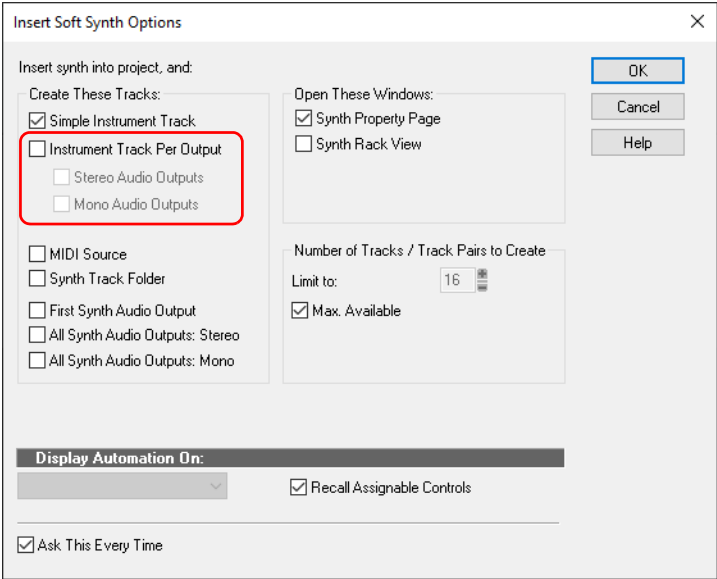 Insert Soft Synth Options
Insert synth into project, and:
Create These Tracks:
Simple Instrument Track
Instrument Track Per Output
Stereo Audio Outputs
Mono Audio Outputs
MIDI Source
Synth Track Folder
First Synth Audio Output
All Synth Audio Outputs: Stereo
All Synth Audio Outputs: Mono
Open These Windows:
Synth Property Page
Synth Rack View
Number of Tracks / Track Pairs to Create
Limit to: 16
Max. Available
OK
Cancel
Help
Display Automation On:
Recall Assignable Controls
Ask This Every Time